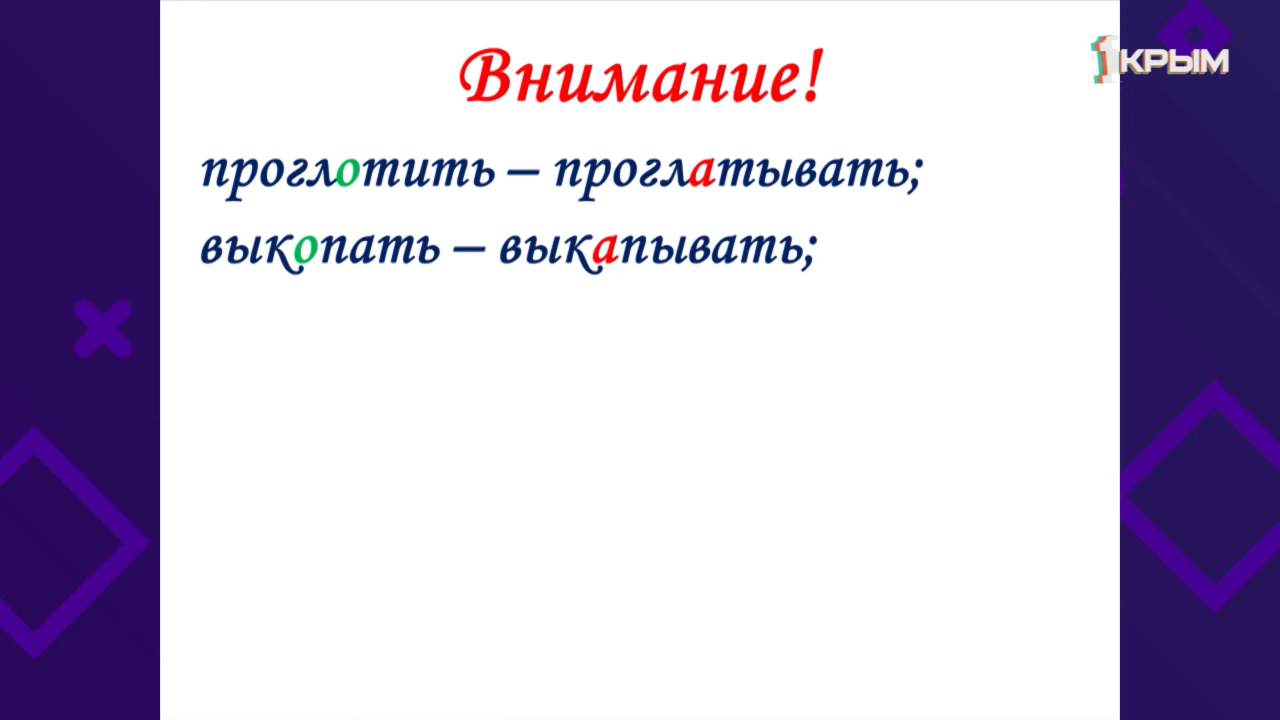 Внимание!
1КРЫМ
проглотить – проглатывать;
выкопать – выкапывать;